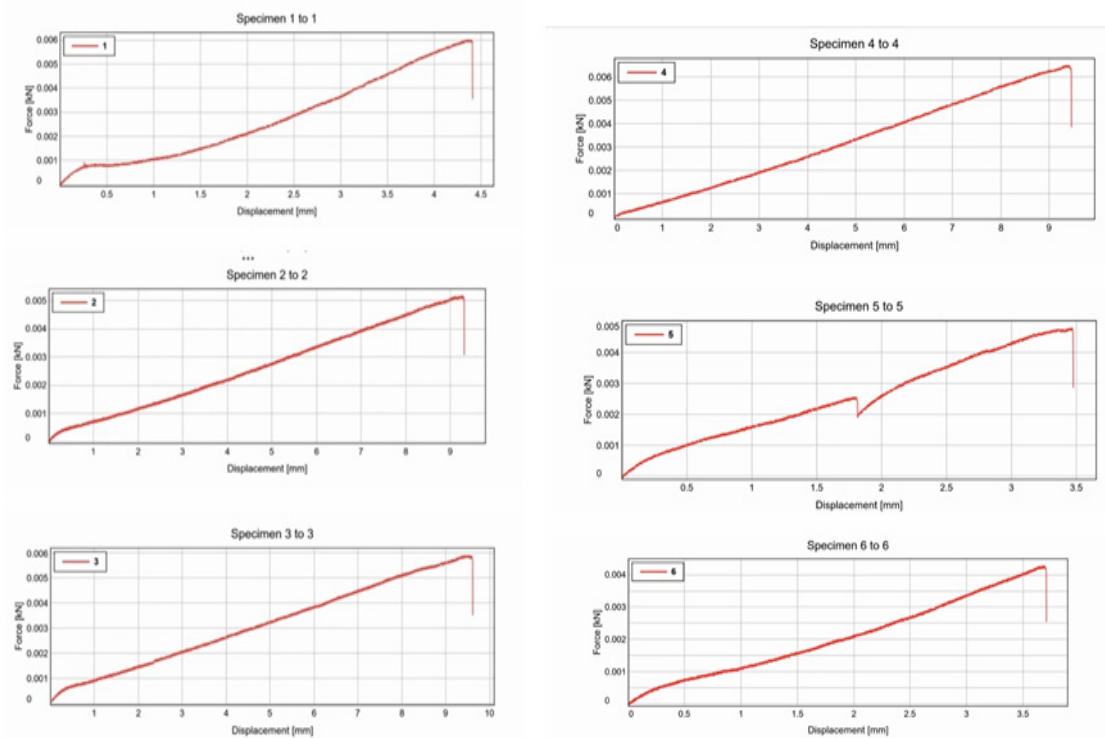 Specimen 1 to 1
1
Force [kN]
0.006
0.005
0.004
0.003
0.002
0.001
0
0.5 1 1.5 2 2.5 3 3.5 4 4.5
Displacement [mm]
Specimen 2 to 2
2
Force [kN]
0.005
0.004
0.003
0.002
0.001
0
1 2 3 4 5 6 7 8 9
Displacement [mm]
Specimen 3 to 3
3
Force [kN]
0.006
0.005
0.004
0.003
0.002
0.001
0
1 2 3 4 5 6 7 8 9 10
Displacement [mm]
Specimen 4 to 4
4
Force [kN]
0.006
0.005
0.004
0.003
0.002
0.001
0
0 1 2 3 4 5 6 7 8 9
Displacement [mm]
Specimen 5 to 5
5
Force [kN]
0.005
0.004
0.003
0.002
0.001
0
0.5 1 1.5 2 2.5 3 3.5
Displacement [mm]
Specimen 6 to 6
6
Force [kN]
0.004
0.003
0.002
0.001
0
0 0.5 1 1.5 2 2.5 3 3.5
Displacement [mm]